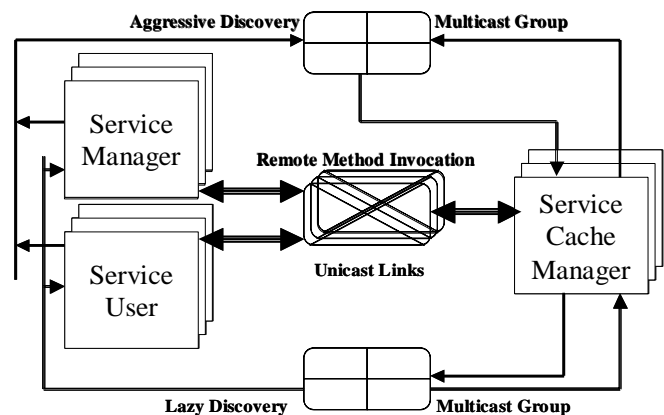 Aggressive Discovery
Multicast Group
Service
Manager
Remote Method Invocation
Service
Cache
Manager
Service
User
Unicast Links
Lazy Discovery
Multicast Group